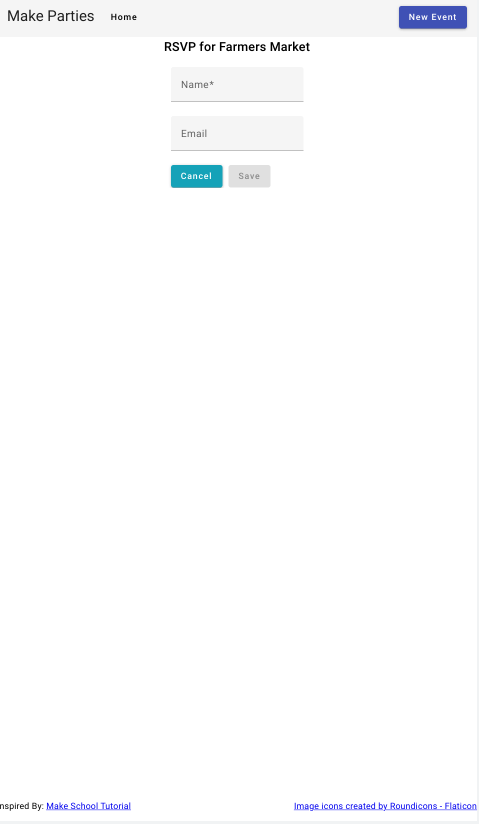 Make Parties Home New Event
RSVP for Farmers Market
Name*
Email
Cancel Save
nspired By: Make School Tutorial Image icons created by Roundicons - Flaticon